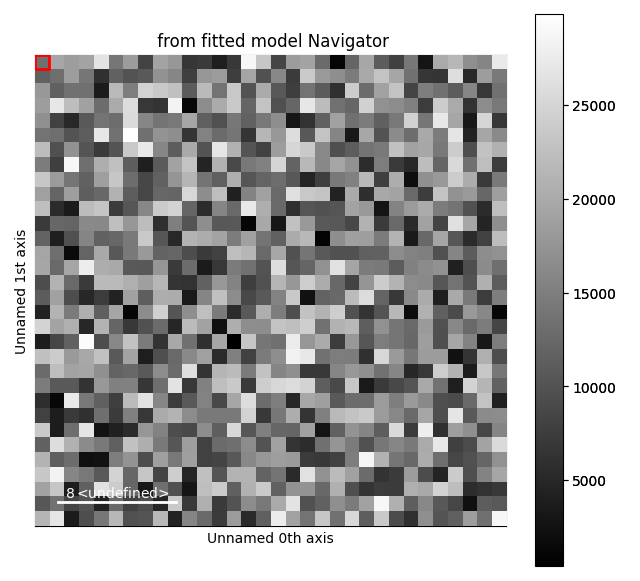 from fitted model Navigator
25000
20000
15000
10000
5000
Unnamed 1st axis
8 <undefined>
Unnamed 0th axis